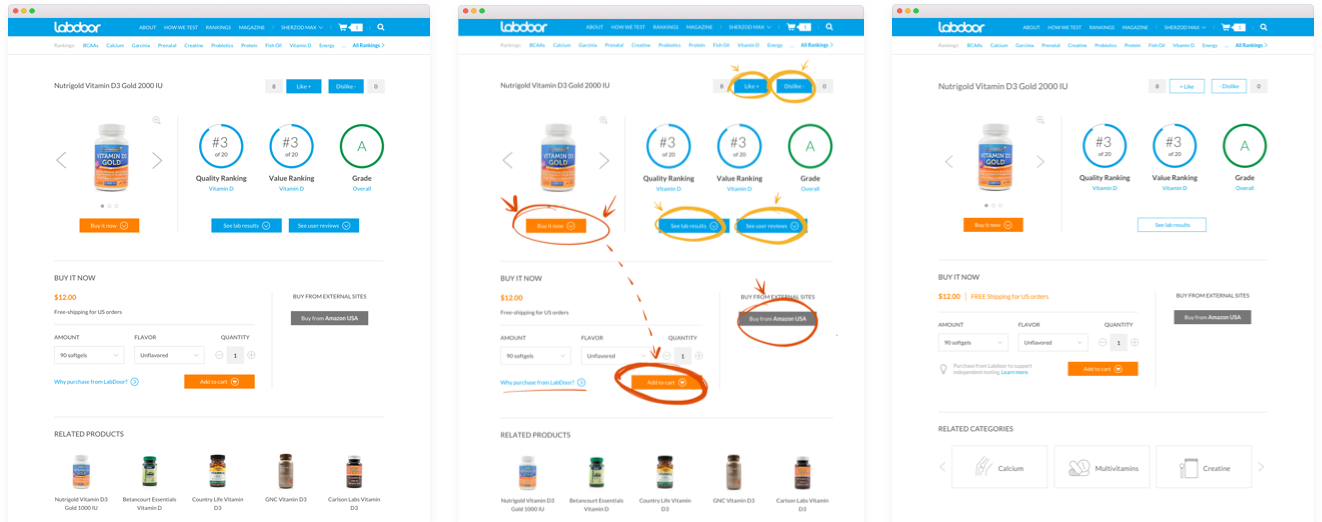 labdoor ABOUT HOW WE TEST RANKINGS MAGAZINE SHERZOD MAX 1
Rankings: BCAAs Calcium Garcinia Prenatal Creatine Probiotics Protein Fish Oil Vitamin D Energy ... All Rankings
Nutrigold Vitamin D3 Gold 2000 IU 8 Like + Dislike - 0
VITAMIN D3
GOLD
#3 #3 A
of 20 of 20
Quality Ranking Value Ranking Grade
Vitamin D Vitamin D Overall
Buy it now See lab results See user reviews
BUY IT NOW
$12.00 BUY FROM EXTERNAL SITES
Free-shipping for US orders
Buy from Amazon USA
AMOUNT FLAVOR QUANTITY
90 softgels Unflavored 1
Why purchase from LabDoor? Add to cart
RELATED PRODUCTS
Nutrigold Vitamin D3 Betancourt Essentials Country Life Vitamin GNC Vitamin D3 Carlson Labs Vitamin
Gold 1000 IU Vitamin D D3 D3
labdoor ABOUT HOW WE TEST RANKINGS MAGAZINE SHERZOD MAX 1
Rankings: BCAAs Calcium Garcinia Prenatal Creatine Probiotics Protein Fish Oil Vitamin D Energy ... All Rankings
Nutrigold Vitamin D3 Gold 2000 IU 8 Like + Dislike - 0
VITAMIN D3
GOLD
#3 #3 A
of 20 of 20
Quality Ranking Value Ranking Grade
Vitamin D Vitamin D Overall
Buy it now See lab results See user reviews
BUY IT NOW
$12.00 BUY FROM EXTERNAL SITES
Free-shipping for US orders
Buy from Amazon USA
AMOUNT FLAVOR QUANTITY
90 softgels Unflavored 1
Why purchase from LabDoor? Add to cart
RELATED PRODUCTS
Nutrigold Vitamin D3 Betancourt Essentials Country Life Vitamin GNC Vitamin D3 Carlson Labs Vitamin
Gold 1000 IU Vitamin D D3 D3
labdoor ABOUT HOW WE TEST RANKINGS MAGAZINE SHERZOD MAX 1
Rankings: BCAAs Calcium Garcinia Prenatal Creatine Probiotics Protein Fish Oil Vitamin D Energy ... All Rankings
Nutrigold Vitamin D3 Gold 2000 IU 8 + Like - Dislike 0
VITAMIN D3
GOLD
#3 #3 A
of 20 of 20
Quality Ranking Value Ranking Grade
Vitamin D Vitamin D Overall
Buy it now See lab results
BUY IT NOW
$12.00 FREE Shipping for US orders BUY FROM EXTERNAL SITES
Buy from Amazon USA
AMOUNT FLAVOR QUANTITY
90 softgels Unflavored 1
Purchase from Labdoor to support
independent testing. Learn more. Add to cart
RELATED CATEGORIES
Calcium Multivitamins Creatine